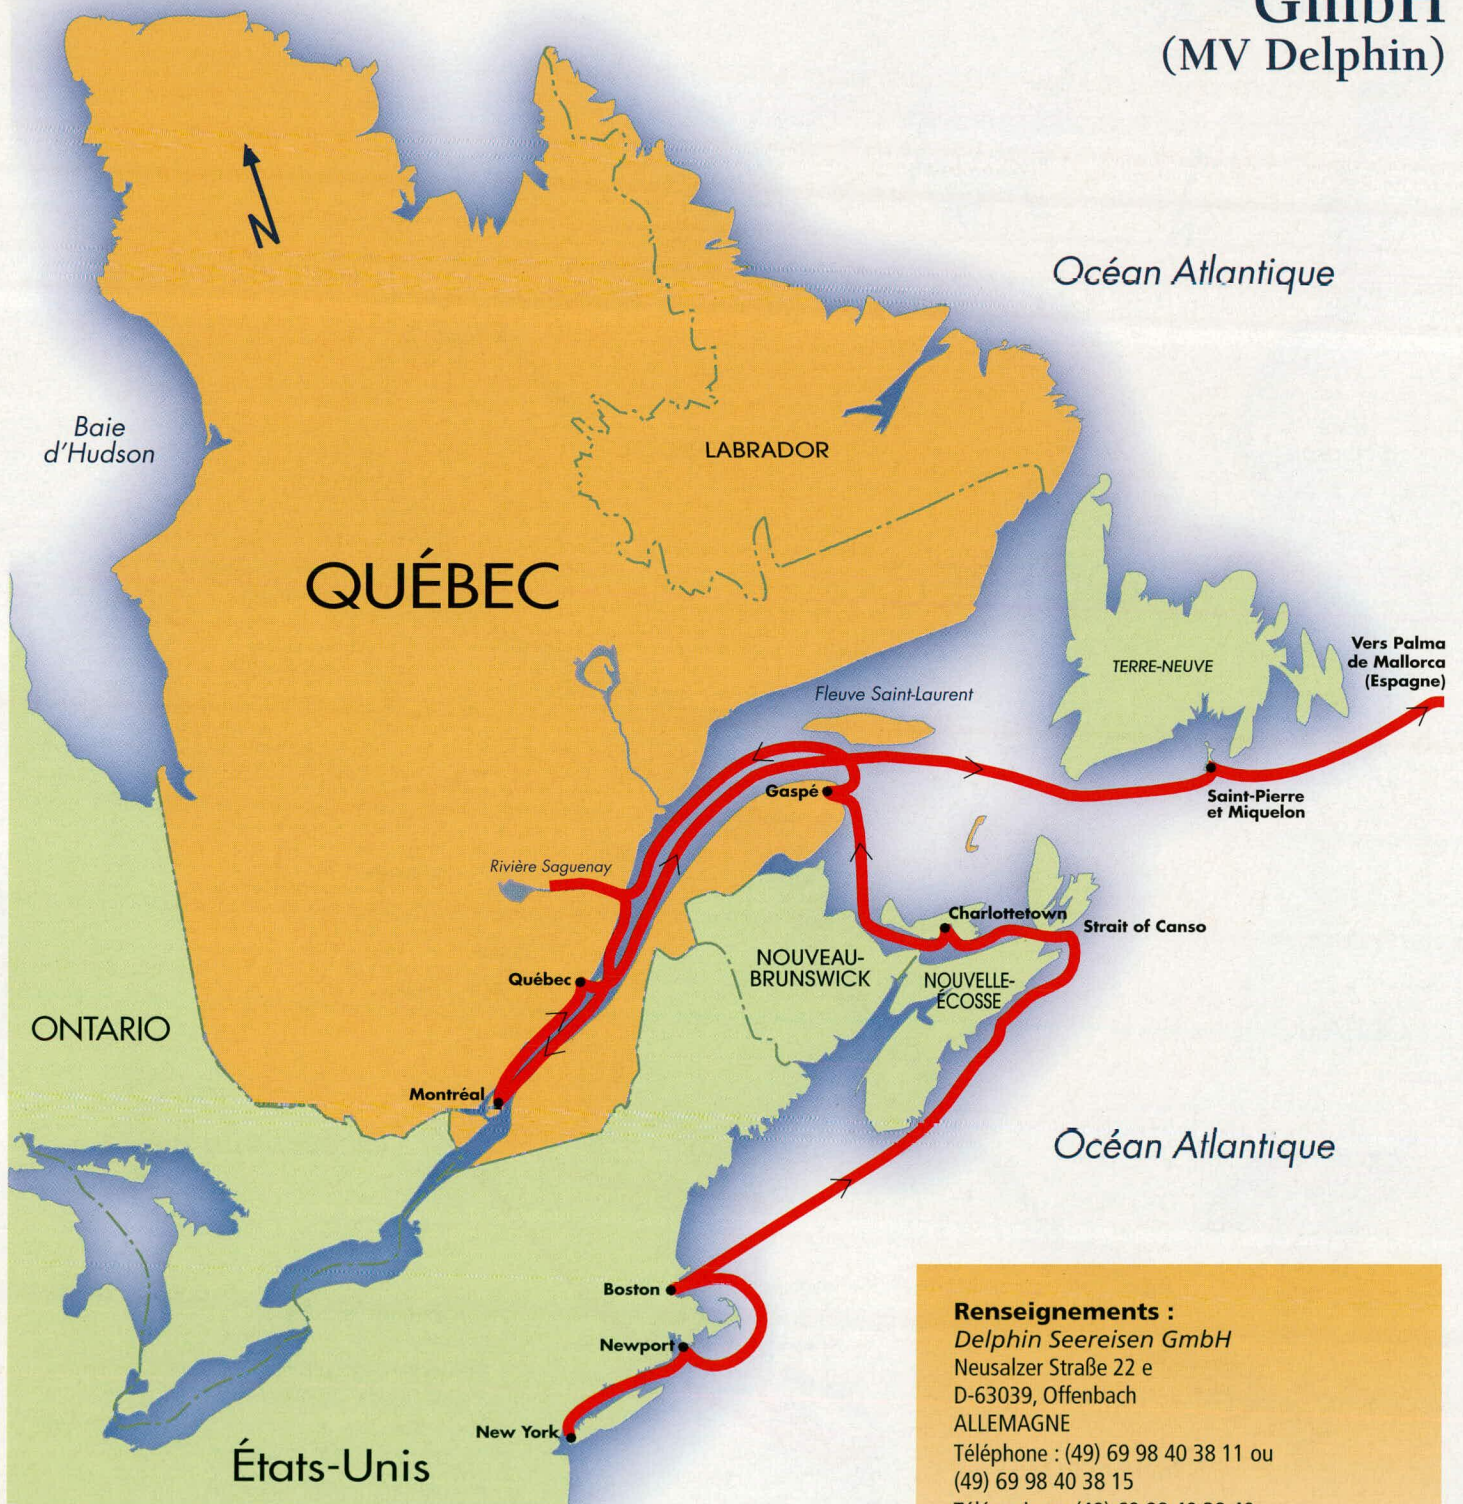 GmbH
(MV Delphin)
N
Océan Atlantique
Baie
d'Hudson
LABRADOR
QUÉBEC
Vers Palma
de Mallorca
(Espagne)
TERRE-NEUVE
Fleuve Saint-Laurent
Gaspé
Saint-Pierre
et Miquelon
Rivière Saguenay
Charlottetown
Strait of Canso
NOUVEAU-
BRUNSWICK
NOUVELLE-
ÉCOSSE
Québec
ONTARIO
Montréal
Océan Atlantique
Boston
Newport
New York
États-Unis
Renseignements :
Delphin Seereisen GmbH
Neusalzer Straße 22 e
D-63039, Offenbach
ALLEMAGNE
Téléphone : (49) 69 98 40 38 11 ou
(49) 69 98 40 38 15